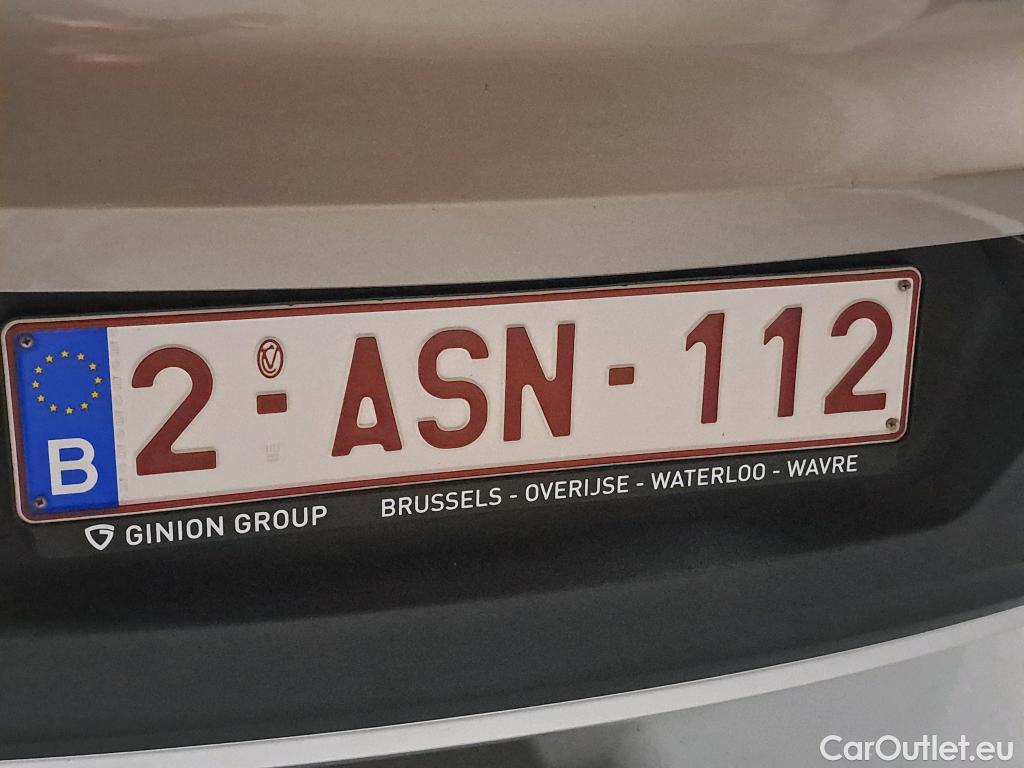 2-ASN-112
B
GINION GROUP BRUSSELS - OVERIJSE - WATERLOO - WAVRE
CarOutlet.eu